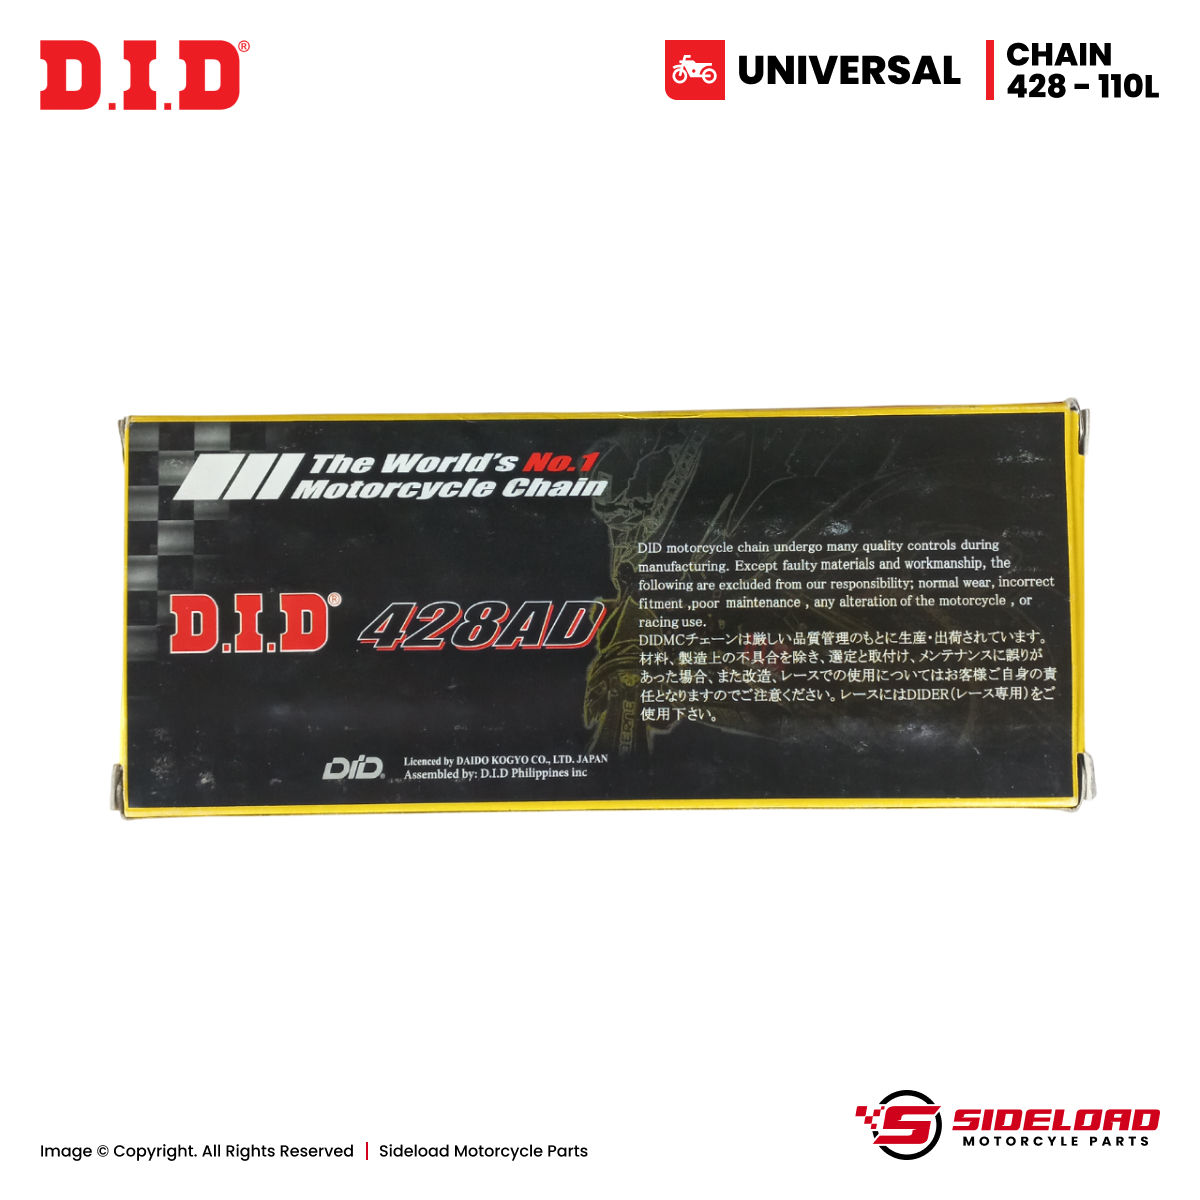 D.I.D®
UNIVERSAL
CHAIN
428 - 110L
The World's No.1
Motorcycle Chain
D.I.D® 428AD
DID motorcycle chain undergo many quality controls during
manufacturing. Except faulty materials and workmanship, the
following are excluded from our responsibility; normal wear, incorrect
fitment ,poor maintenance , any alteration of the motorcycle , or
racing use.
DIDMCチェーンは厳しい品質管理のもとに生産・出荷されています。
材料、製造上の不具合を除き、選定と取付け、メンテナンスに誤りが
あった場合、また改造、レースでの使用についてはお客様ご自身の責
任となりますのでご注意ください。レースにはDIDER(レース専用)をご
使用下さい。
DID®
Licenced by DAIDO KOGYO CO., LTD. JAPAN
Assembled by: D.I.D Philippines inc
SIDELOAD
MOTORCYLE PARTS
Image © Copyright. All Rights Reserved | Sideload Motorcycle Parts